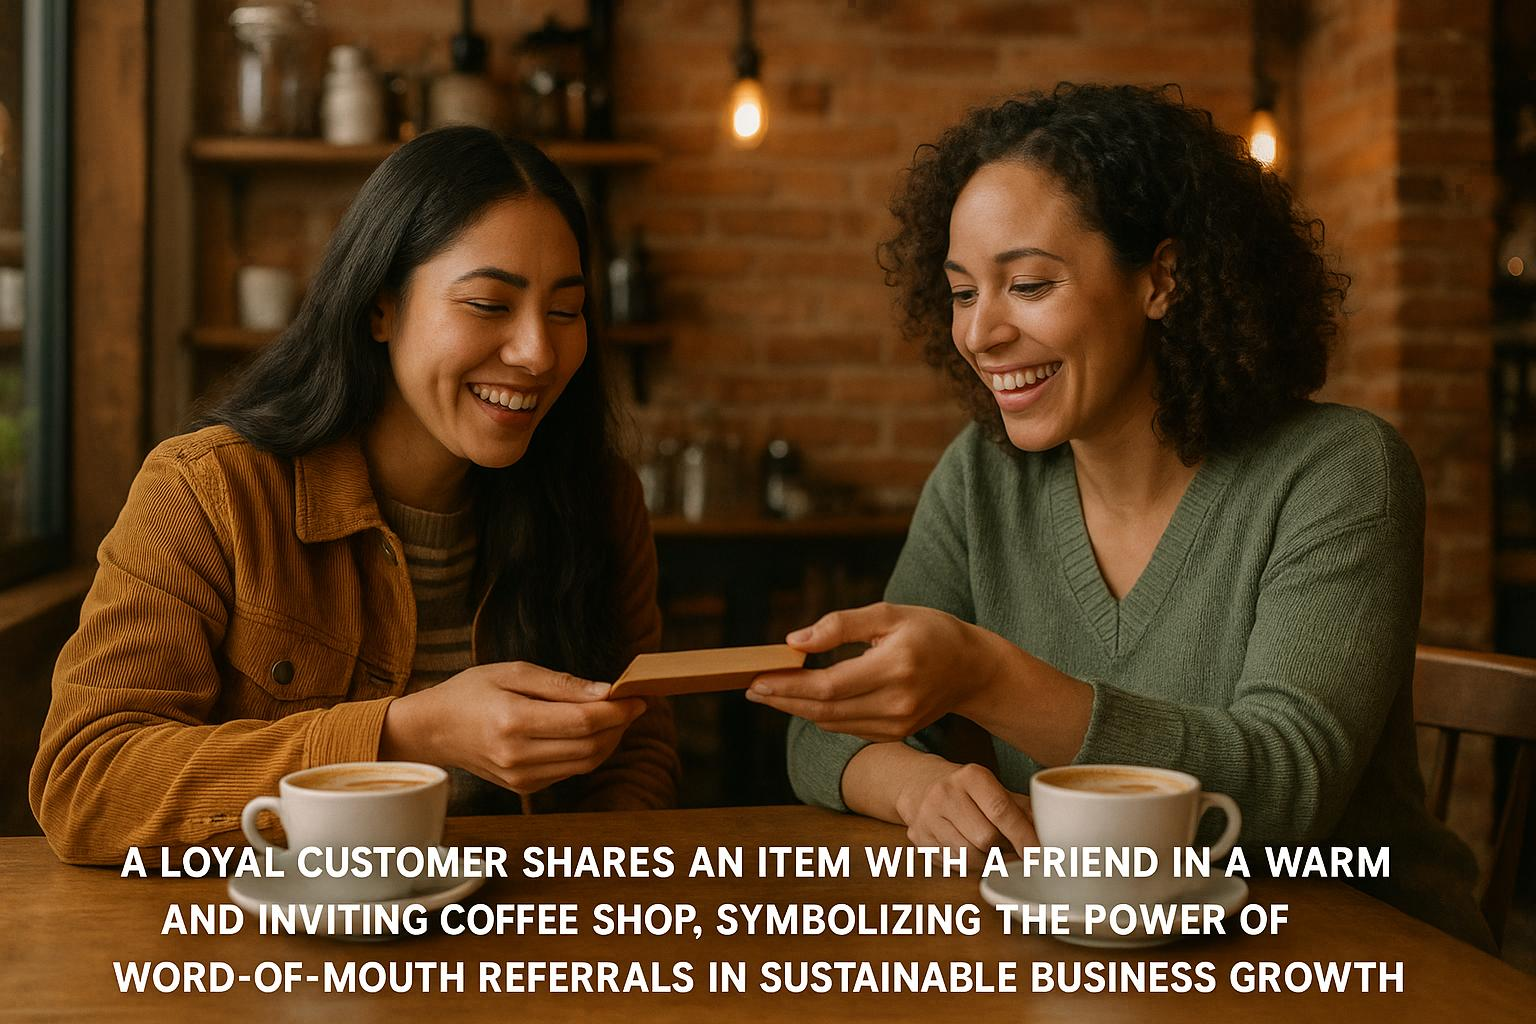 A LOYAL CUSTOMER SHARES AN ITEM WITH A FRIEND IN A WARM
AND INVITING COFFEE SHOP, SYMBOLIZING THE POWER OF
WORD-OF-MOUTH REFERRALS IN SUSTAINABLE BUSINESS GROWTH